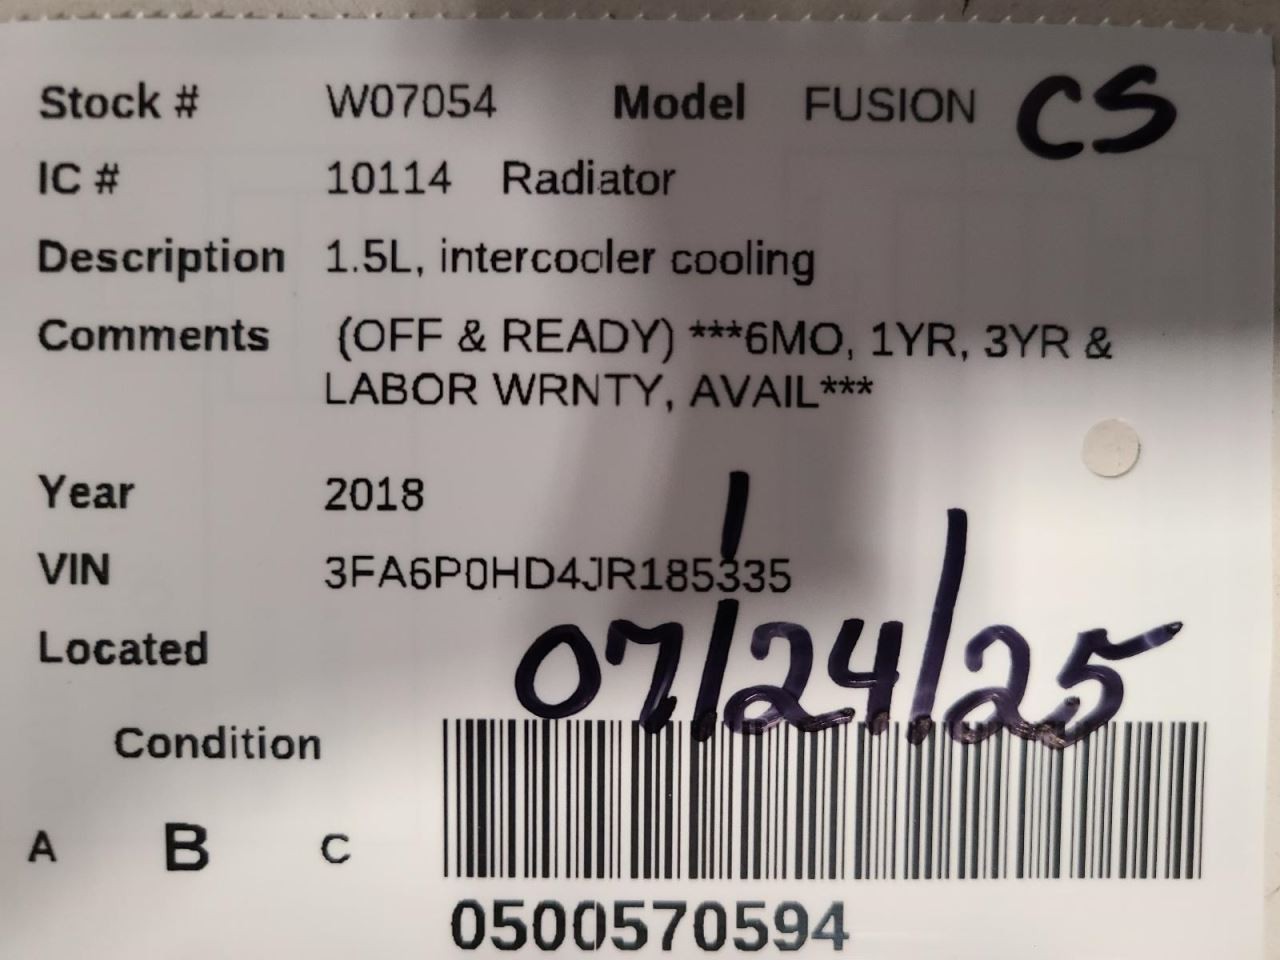 Stock # W07054 Model FUSION CS
IC # 10114 Radiator
Description 1.5L, intercooler cooling
Comments (OFF & READY) ***6MO, 1YR, 3YR &
LABOR WRNTY, AVAIL***
Year 2018
VIN 3FA6P0HD4JR185335
Located 07/24/25
Condition
A B C
0500570594